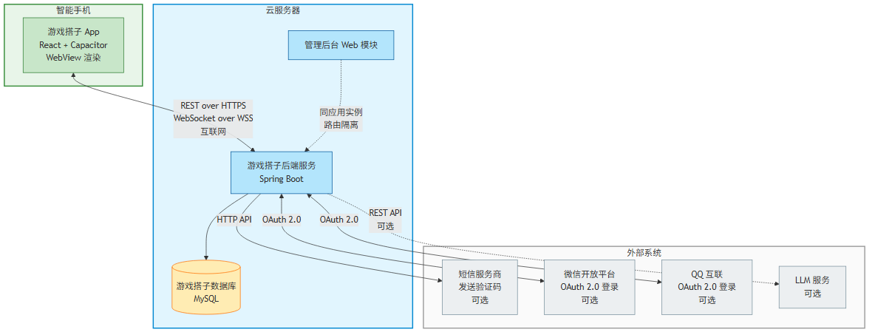 智能手机
游戏搭子 App
React + Capacitor
WebView 渲染
云服务器
管理后台 Web 模块
REST over HTTPS
WebSocket over WSS
互联网
同应用实例
路由隔离
游戏搭子后端服务
Spring Boot
HTTP API
OAuth 2.0
OAuth 2.0
REST API
可选
游戏搭子数据库
MySQL
外部系统
短信服务商
发送验证码
可选
微信开放平台
OAuth 2.0 登录
可选
QQ 互联
OAuth 2.0 登录
可选
LLM 服务
可选